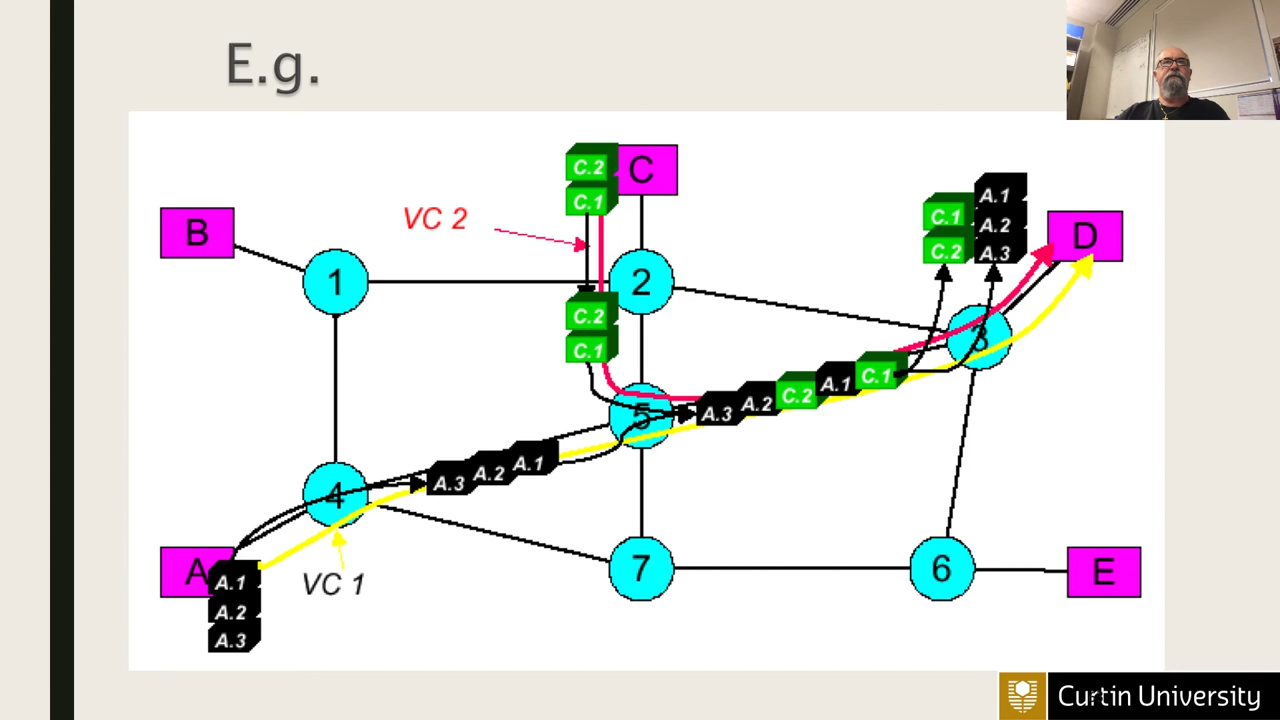 E.g.
C.2
C
C.1
VC 2
B
C.1
A.1
A.2
C.2
A.3
D
1
2
C.2
C.1
3
5
A.3
A.2
C.2
A.1
C.1
4
A.3
A.2
A.1
A
A.1
A.2
A.3
VC 1
7
6
E
Curtin University